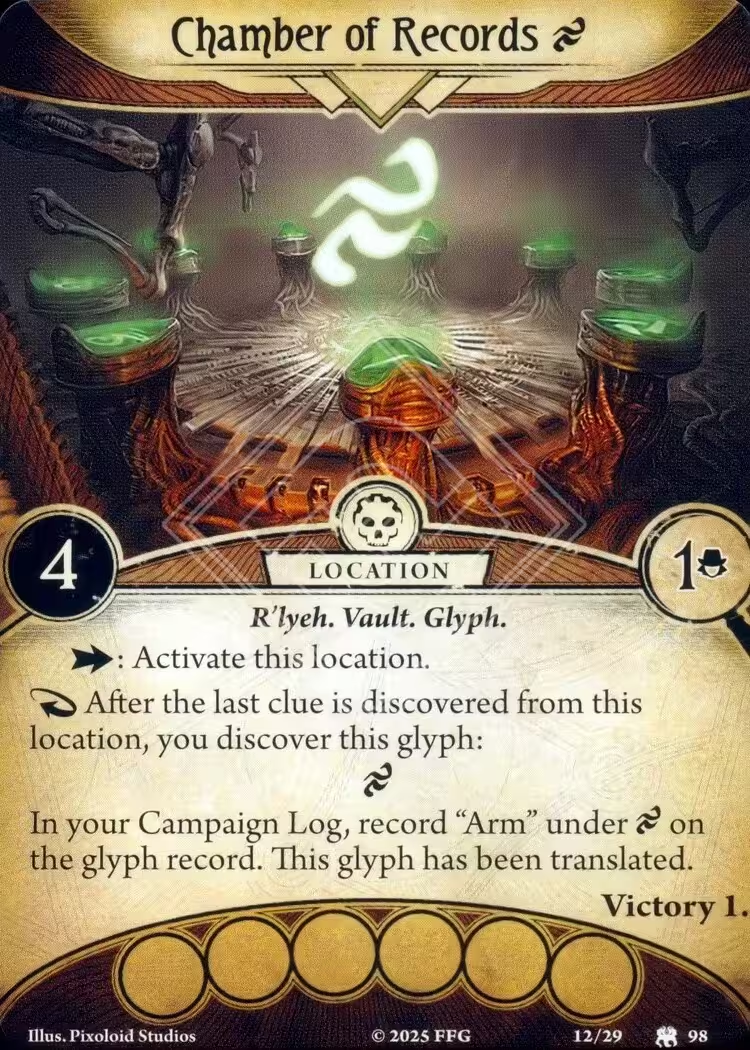 Chamber of Records
4
LOCATION
1
R'lyeh. Vault. Glyph.
: Activate this location.
After the last clue is discovered from this
location, you discover this glyph:
In your Campaign Log, record “Arm” under on
the glyph record. This glyph has been translated.
Victory 1.
Illus. Pixoloid Studios
© 2025 FFG
12/29
98